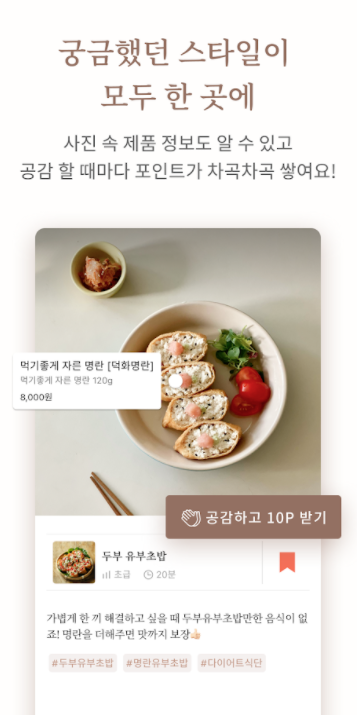 궁금했던 스타일이
모두 한 곳에
사진 속 제품 정보도 알 수 있고
공감 할 때마다 포인트가 차곡차곡 쌓여요!
먹기좋게 자른 명란 [덕화명란]
먹기좋게 자른 명란 120g
8,000원
공감하고 10P 받기
두부 유부초밥
초급 20분
가볍게 한 끼 해결하고 싶을 때 두부유부초밥만한 음식이 없
죠! 명란을 더해주면 맛까지 보장👍🏻
#두부유부초밥 #명란유부초밥 #다이어트식단